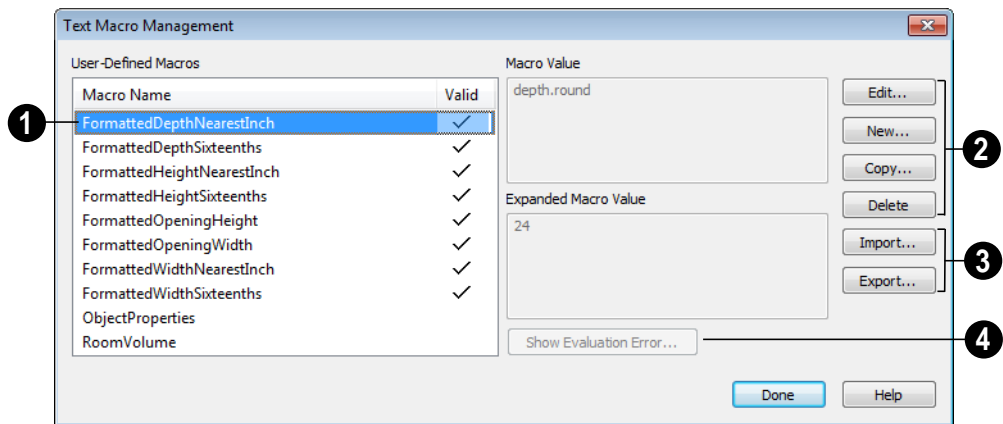 Text Macro Management
User-Defined Macros
Macro Name Valid
FormattedDepthNearestInch
FormattedDepthSixteenths
FormattedHeightNearestInch
FormattedHeightSixteenths
FormattedOpeningHeight
FormattedOpeningWidth
FormattedWidthNearestInch
FormattedWidthSixteenths
ObjectProperties
RoomVolume
1
Macro Value
depth.round
Expanded Macro Value
24
Show Evaluation Error...
4
Edit...
New...
Copy...
Delete
2
Import...
Export...
3
Done
Help